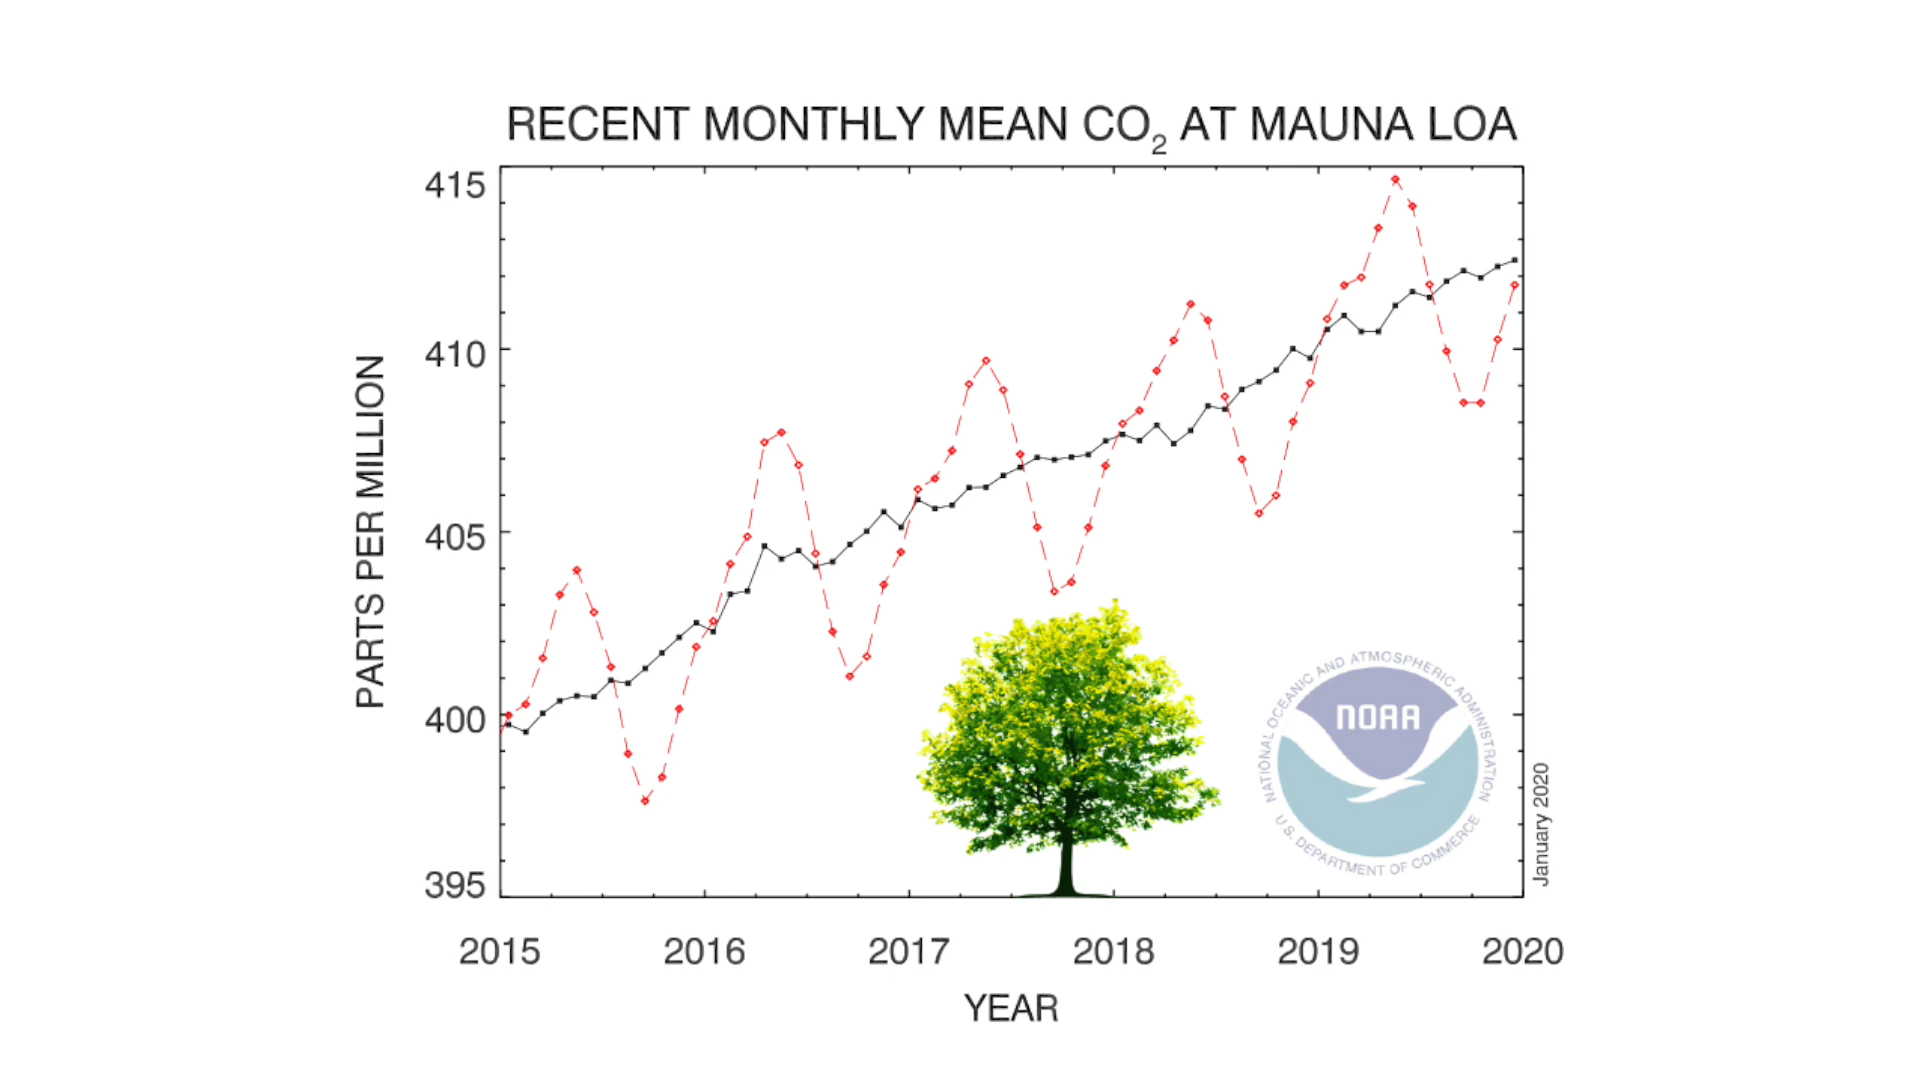 RECENT MONTHLY MEAN CO₂ AT MAUNA LOA
415
410
405
400
395
PARTS PER MILLION
2015 2016 2017 2018 2019 2020
YEAR
NATIONAL OCEANIC AND ATMOSPHERIC ADMINISTRATION
NOAA
U.S. DEPARTMENT OF COMMERCE
January 2020